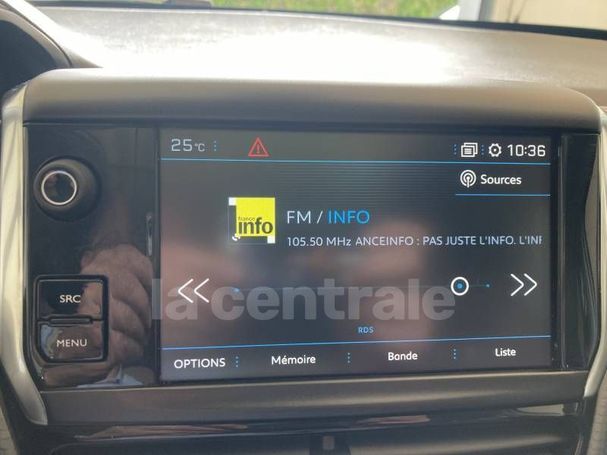 25°C
10:36
Sources
france
info
FM / INFO
105.50 MHz ANCEINFO : PAS JUSTE L'INFO. L'INF
SRC
MENU
la centrale
RDS
OPTIONS
Mémoire
Bande
Liste